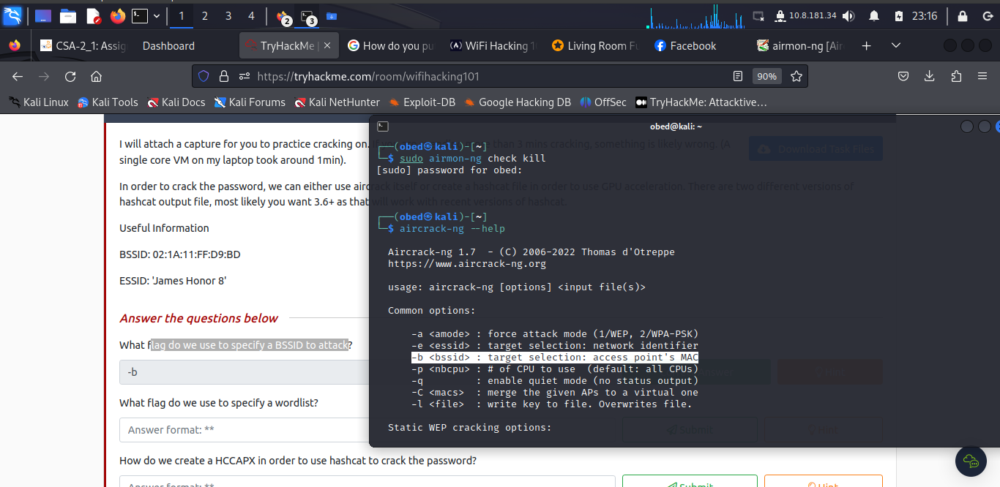 1 2 3 4 2 3 10.8.181.34 23:16
CSA-2_1: Assig Dashboard TryHackMe | How do you pu WiFi Hacking 1 Living Room Fu Facebook airmon-ng [Air
https://tryhackme.com/room/wifihacking101 90%
Kali Linux Kali Tools Kali Docs Kali Forums Kali NetHunter Exploit-DB Google Hacking DB OffSec TryHackMe: Attacktive…
I will attach a capture for you to practice cracking on. If you are spending more than 3 mins cracking, something is likely wrong. (A
single core VM on my laptop took around 1min).
Download Task Files
In order to crack the password, we can either use aircrack itself or create a hashcat file in order to use GPU acceleration. There are two different versions of
hashcat output file, most likely you want 3.6+ as that will work with recent versions of hashcat.
Useful Information
BSSID: 02:1A:11:FF:D9:BD
ESSID: 'James Honor 8'
Answer the questions below
What flag do we use to specify a BSSID to attack?
-b
What flag do we use to specify a wordlist?
Answer format: **
Submit
Hint
How do we create a HCCAPX in order to use hashcat to crack the password?
Answer format: **
Submit
Hint
obed@kali: ~
(obed㉿kali)-[~]
$ sudo airmon-ng check kill
[sudo] password for obed:
(obed㉿kali)-[~]
$ aircrack-ng --help
Aircrack-ng 1.7 - (C) 2006-2022 Thomas d'Otreppe
https://www.aircrack-ng.org
usage: aircrack-ng [options] <input file(s)>
Common options:
-a <amode> : force attack mode (1/WEP, 2/WPA-PSK)
-e <essid> : target selection: network identifier
-b <bssid> : target selection: access point's MAC
-p <nbcpu> : # of CPU to use (default: all CPUs)
-q : enable quiet mode (no status output)
-C <macs> : merge the given APs to a virtual one
-l <file> : write key to file. Overwrites file.
Static WEP cracking options: